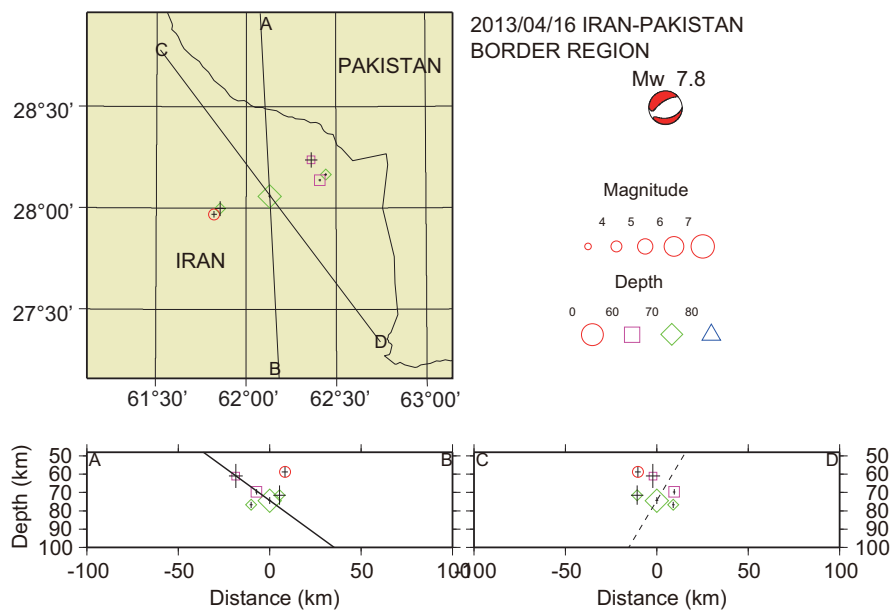 2013/04/16 IRAN-PAKISTAN
BORDER REGION
Mw 7.8
A
C
PAKISTAN
28°30’
28°00’
IRAN
27°30’
D
B
61°30’ 62°00’ 62°30’ 63°00’
Magnitude
4 5 6 7
Depth
0 60 70 80
A B
50
60
70
80
90
100
Depth (km)
-100 -50 0 50 100
Distance (km)
C D
50
60
70
80
90
100
-100 -50 0 50 100
Distance (km)